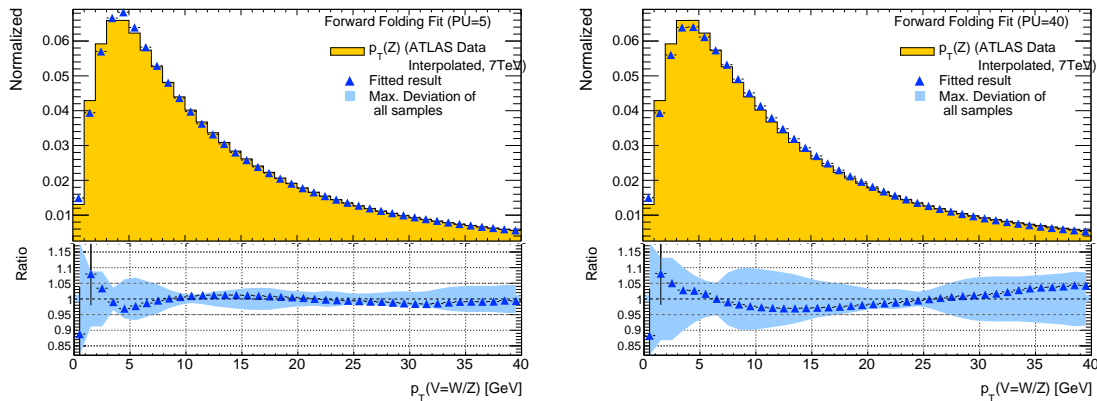 Normalized
0.06
0.05
0.04
0.03
0.02
0.01
Forward Folding Fit (PU=5)
p_T(Z) (ATLAS Data
Interpolated, 7TeV)
Fitted result
Max. Deviation of
all samples
Ratio
1.15
1.1
1.05
1
0.95
0.9
0.85
0 5 10 15 20 25 30 35 40
p_T(V=W/Z) [GeV]
Normalized
0.06
0.05
0.04
0.03
0.02
0.01
Forward Folding Fit (PU=40)
p_T(Z) (ATLAS Data
Interpolated, 7TeV)
Fitted result
Max. Deviation of
all samples
Ratio
1.15
1.1
1.05
1
0.95
0.9
0.85
0 5 10 15 20 25 30 35 40
p_T(V=W/Z) [GeV]